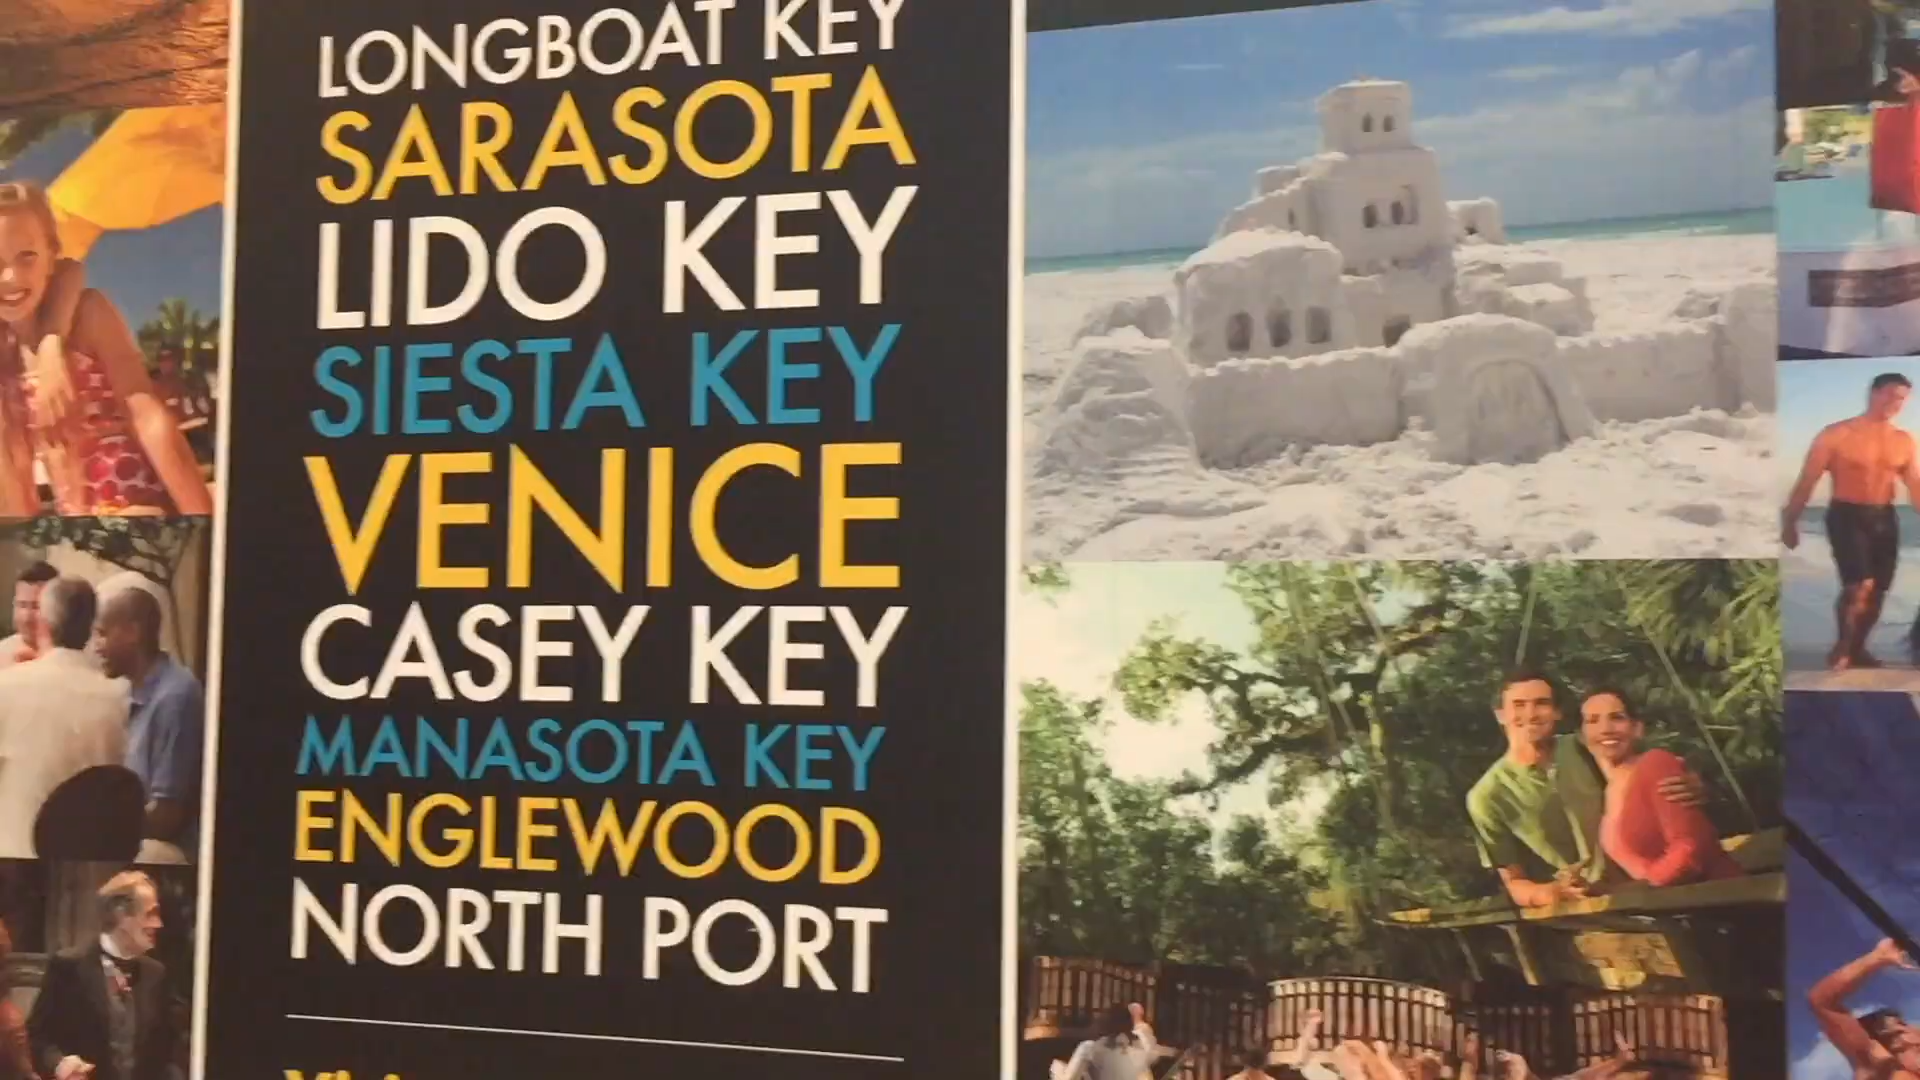 LONGBOAT KEY
SARASOTA
LIDO KEY
SIESTA KEY
VENICE
CASEY KEY
MANASOTA KEY
ENGLEWOOD
NORTH PORT